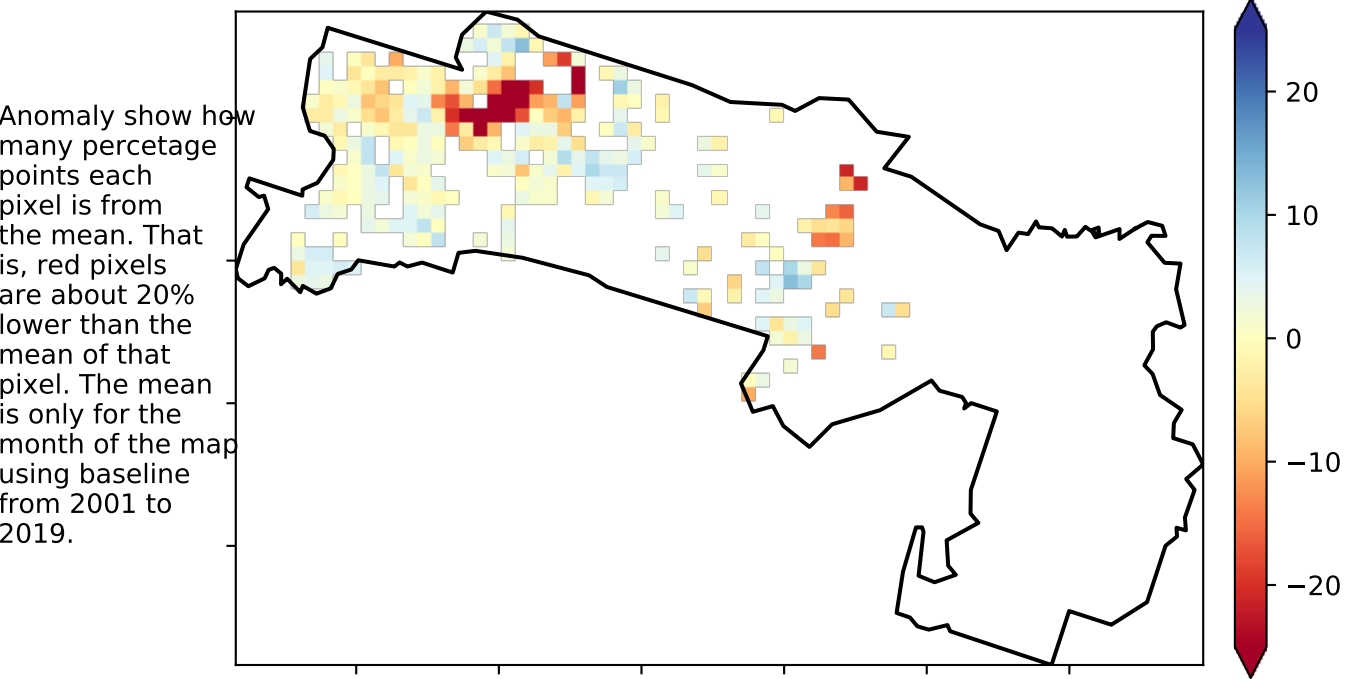 Anomaly show how
many percetage
points each
pixel is from
the mean. That
is, red pixels
are about 20%
lower than the
mean of that
pixel. The mean
is only for the
month of the map
using baseline
from 2001 to
2019.
20
10
0
−10
−20